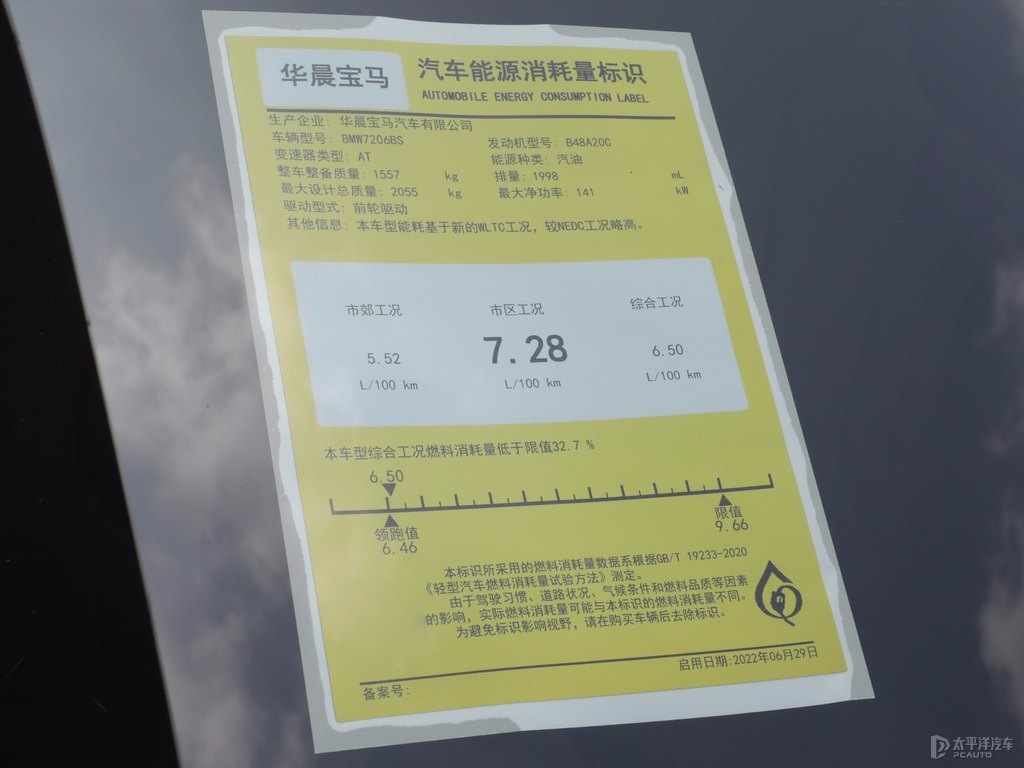 华晨宝马
汽车能源消耗量标识
AUTOMOBILE ENERGY CONSUMPTION LABEL
生产企业: 华晨宝马汽车有限公司
车辆型号: BMW7206BS 发动机型号: B48A20C
变速器类型: AT 能源种类: 汽油
整车整备质量: 1557 kg 排量: 1998 mL
最大设计总质量: 2055 kg 最大净功率: 141 kW
驱动型式: 前轮驱动
其他信息: 本车型能耗基于新的WLTC工况, 较NEDC工况略高。
市郊工况 市区工况 综合工况
5.52 7.28 6.50
L/100 km L/100 km L/100 km
本车型综合工况燃料消耗量低于限值32.7 %
6.50
领跑值 限值
6.46 9.66
本标识所采用的燃料消耗量数据系根据GB/T 19233-2020
《轻型汽车燃料消耗量试验方法》测定。
由于驾驶习惯、道路状况、气候条件和燃料品质等因素
的影响, 实际燃料消耗量可能与本标识的燃料消耗量不同。
为避免标识影响视野, 请在购买车辆后去除标识。
备案号: 启用日期:2022年06月29日
太平洋汽车
PCAUTO